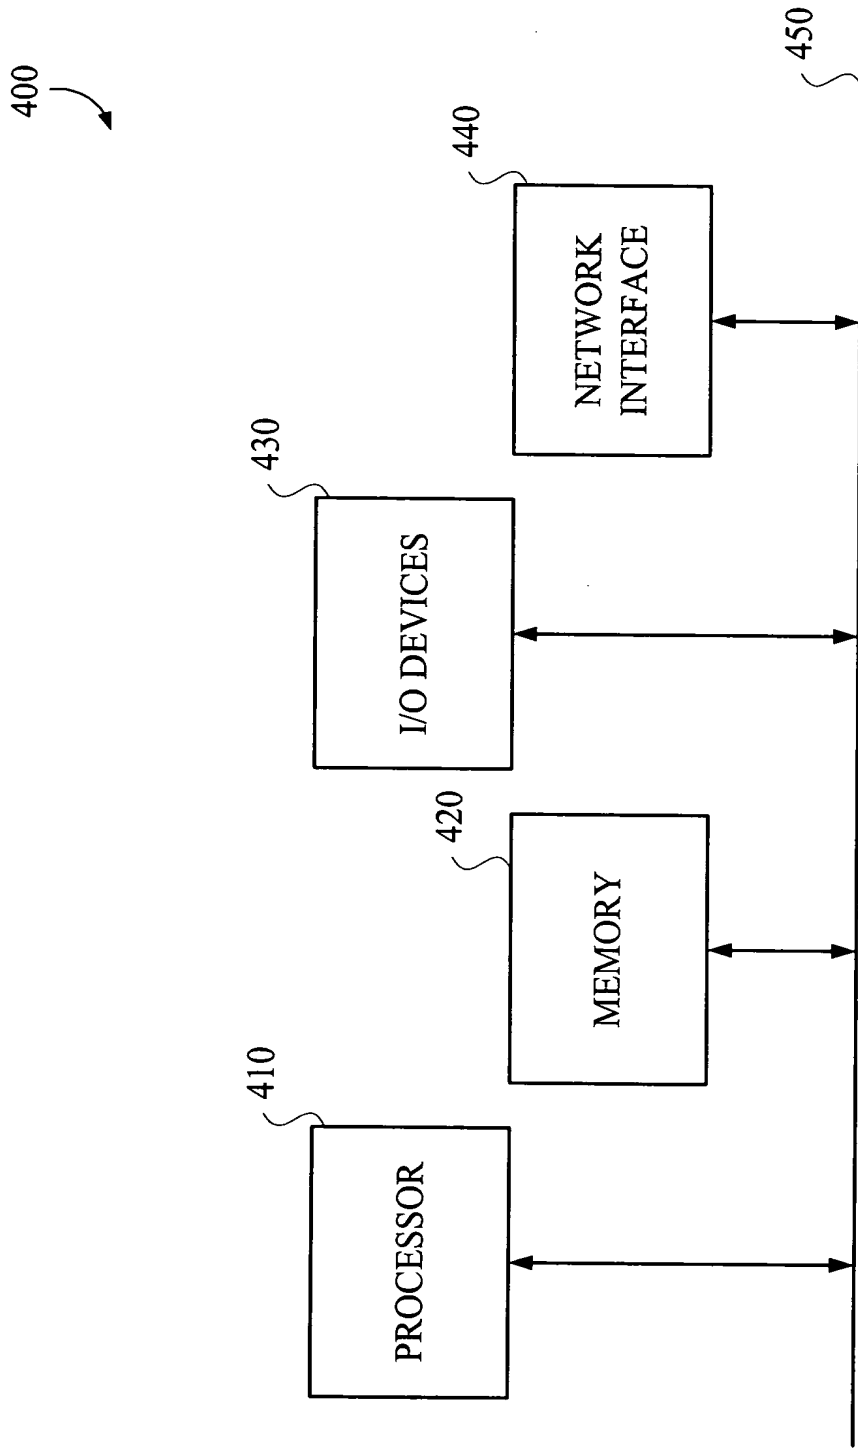 400
410
PROCESSOR
420
MEMORY
430
I/O DEVICES
440
NETWORK
INTERFACE
450